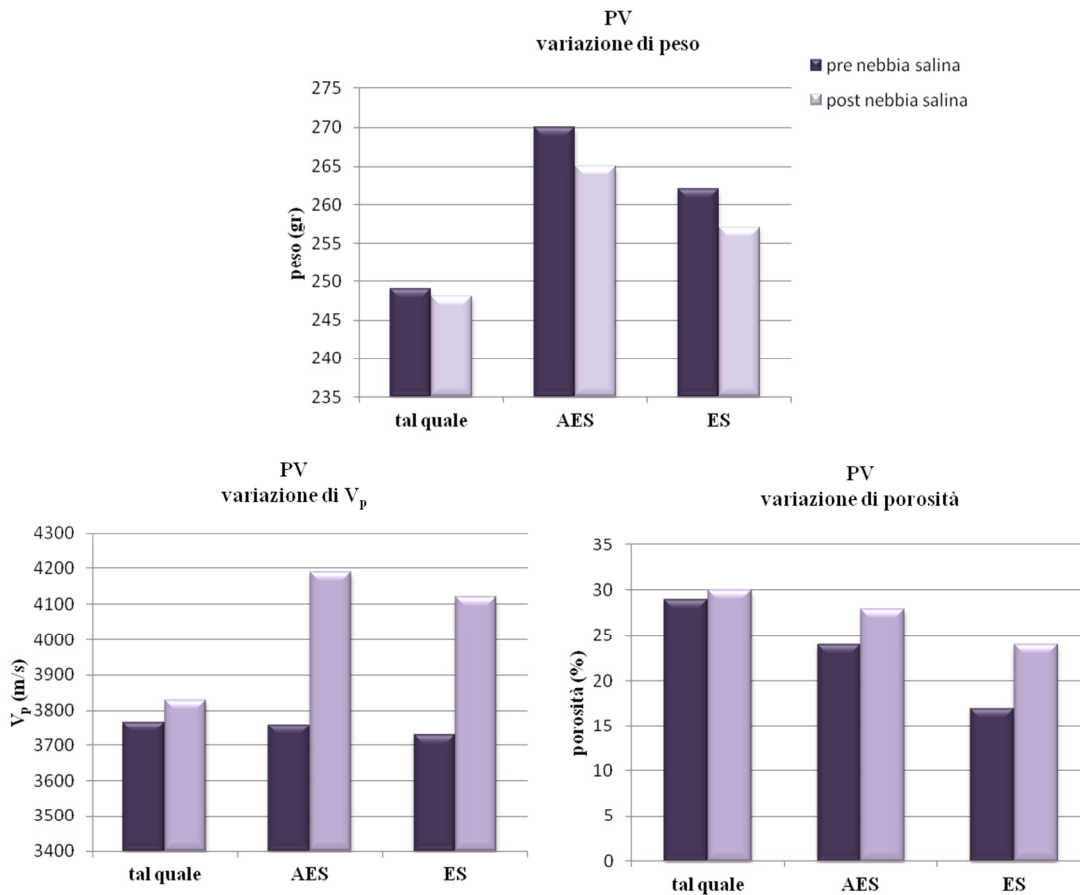 PV
variazione di peso
pre nebbia salina
post nebbia salina
275
270
265
260
255
250
245
240
235
peso (gr)
tal quale AES ES
PV
variazione di Vp
4300
4200
4100
4000
3900
3800
3700
3600
3500
3400
Vp (m/s)
tal quale AES ES
PV
variazione di porosità
35
30
25
20
15
10
5
0
porosità (%)
tal quale AES ES